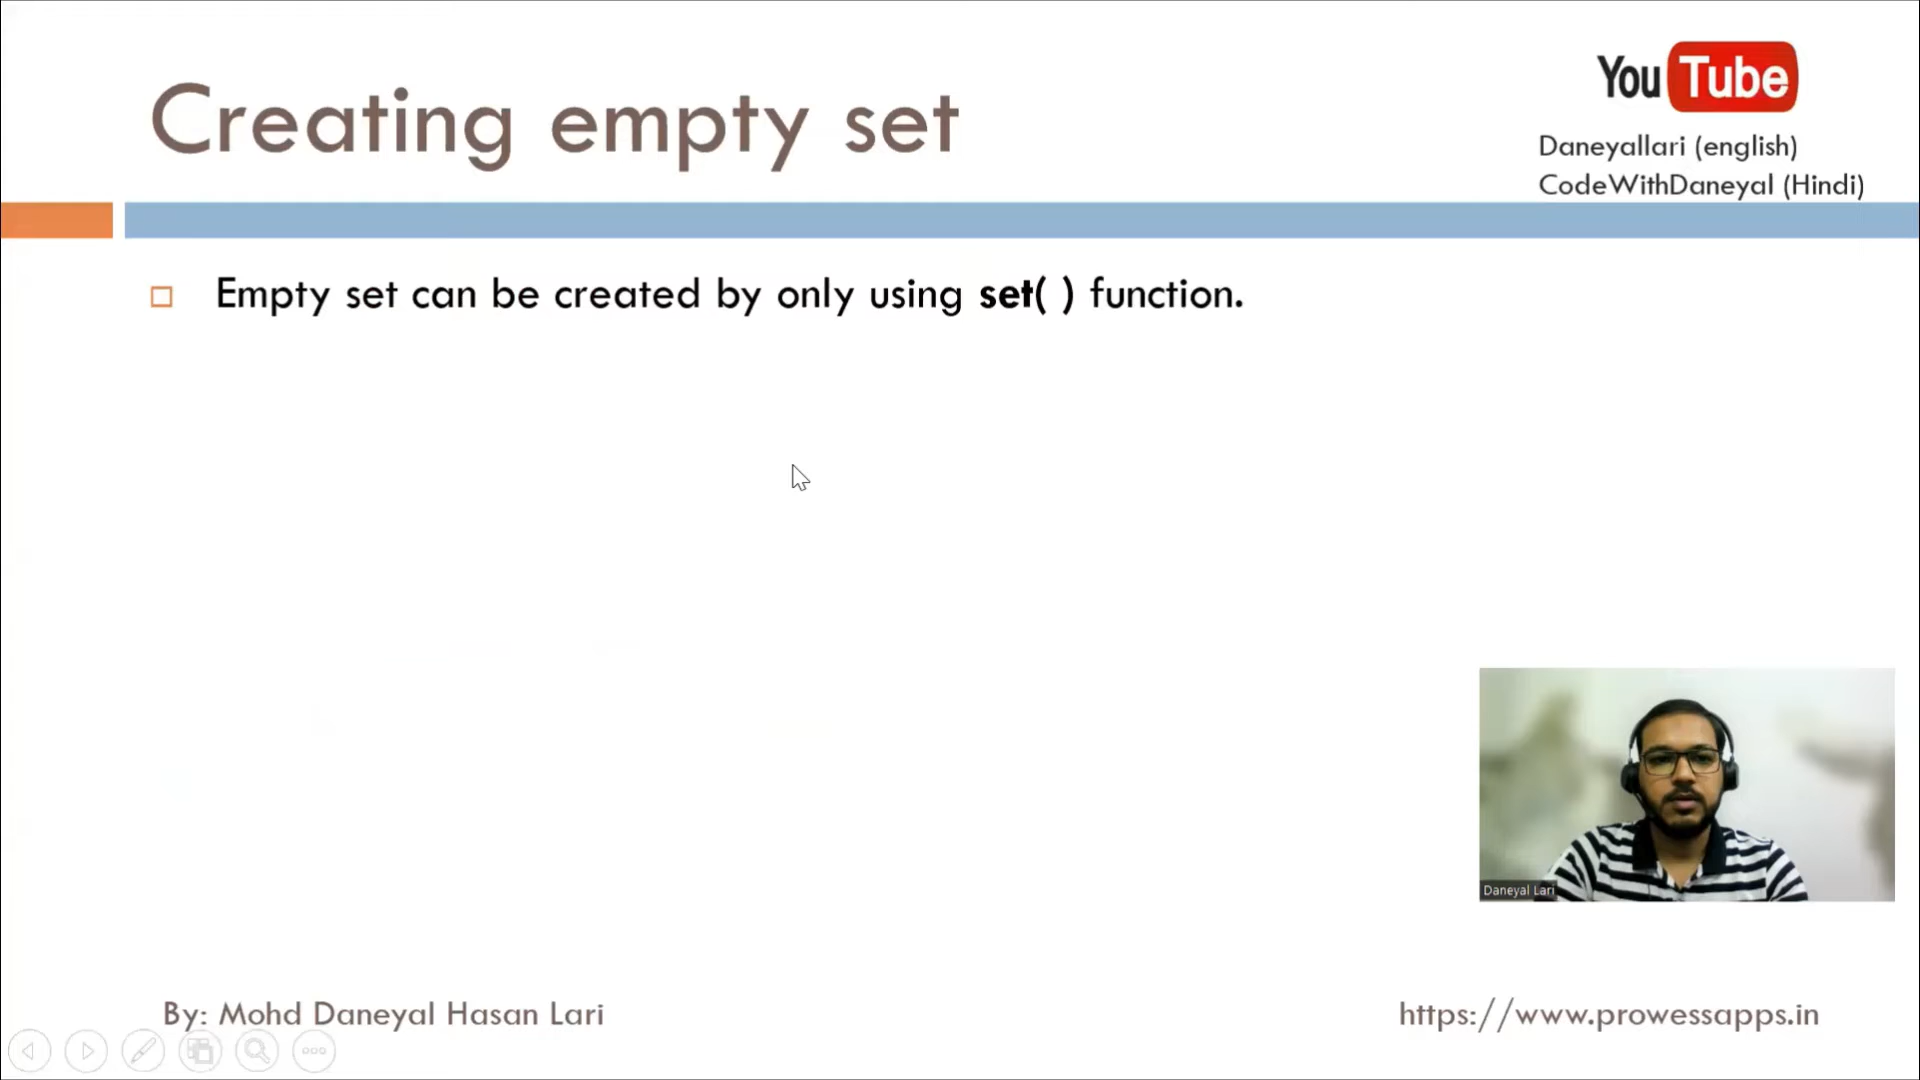 Creating empty set
YouTube
Daneyallari (english)
CodeWithDaneyal (Hindi)
Empty set can be created by only using set( ) function.
Daneyal Lari
By: Mohd Daneyal Hasan Lari
https://www.prowessapps.in